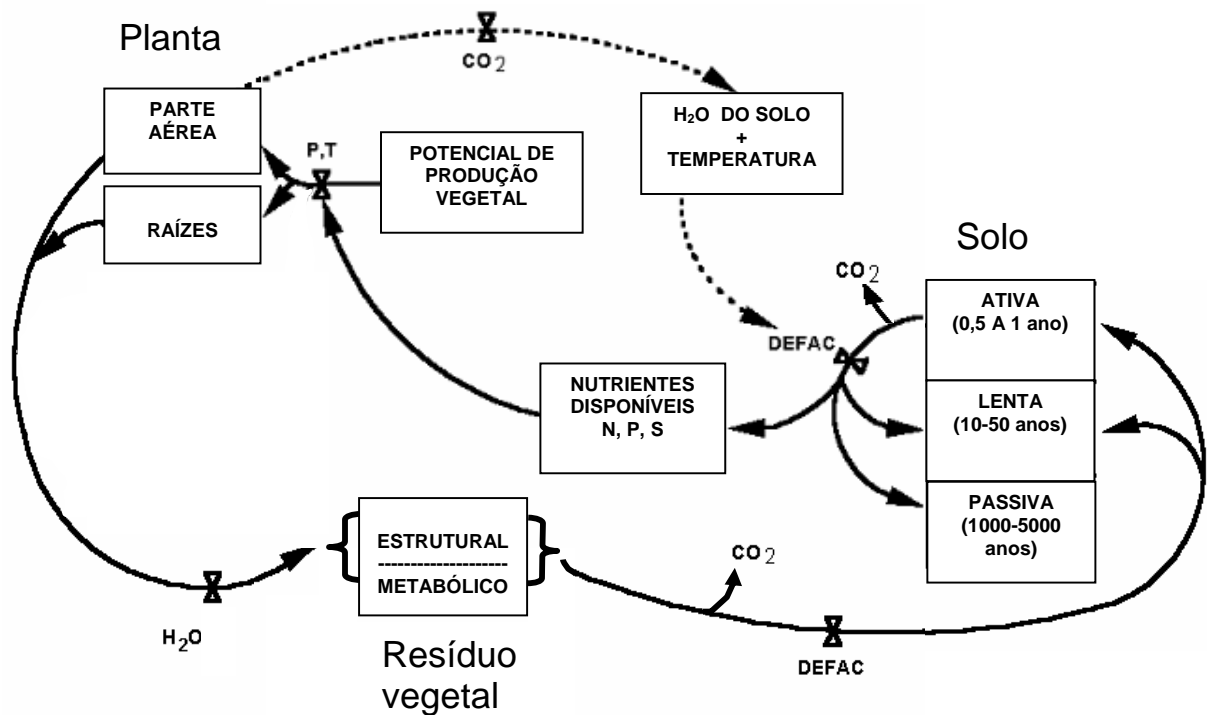 Planta
CO2
PARTE
AÉREA
H2O DO SOLO
+
TEMPERATURA
P,T
POTENCIAL DE
PRODUÇÃO
VEGETAL
RAÍZES
Solo
CO2
ATIVA
(0,5 A 1 ano)
DEFAC
NUTRIENTES
DISPONÍVEIS
N, P, S
LENTA
(10-50 anos)
PASSIVA
(1000-5000
anos)
ESTRUTURAL
---------------------
METABÓLICO
CO2
H2O
DEFAC
Resíduo
vegetal